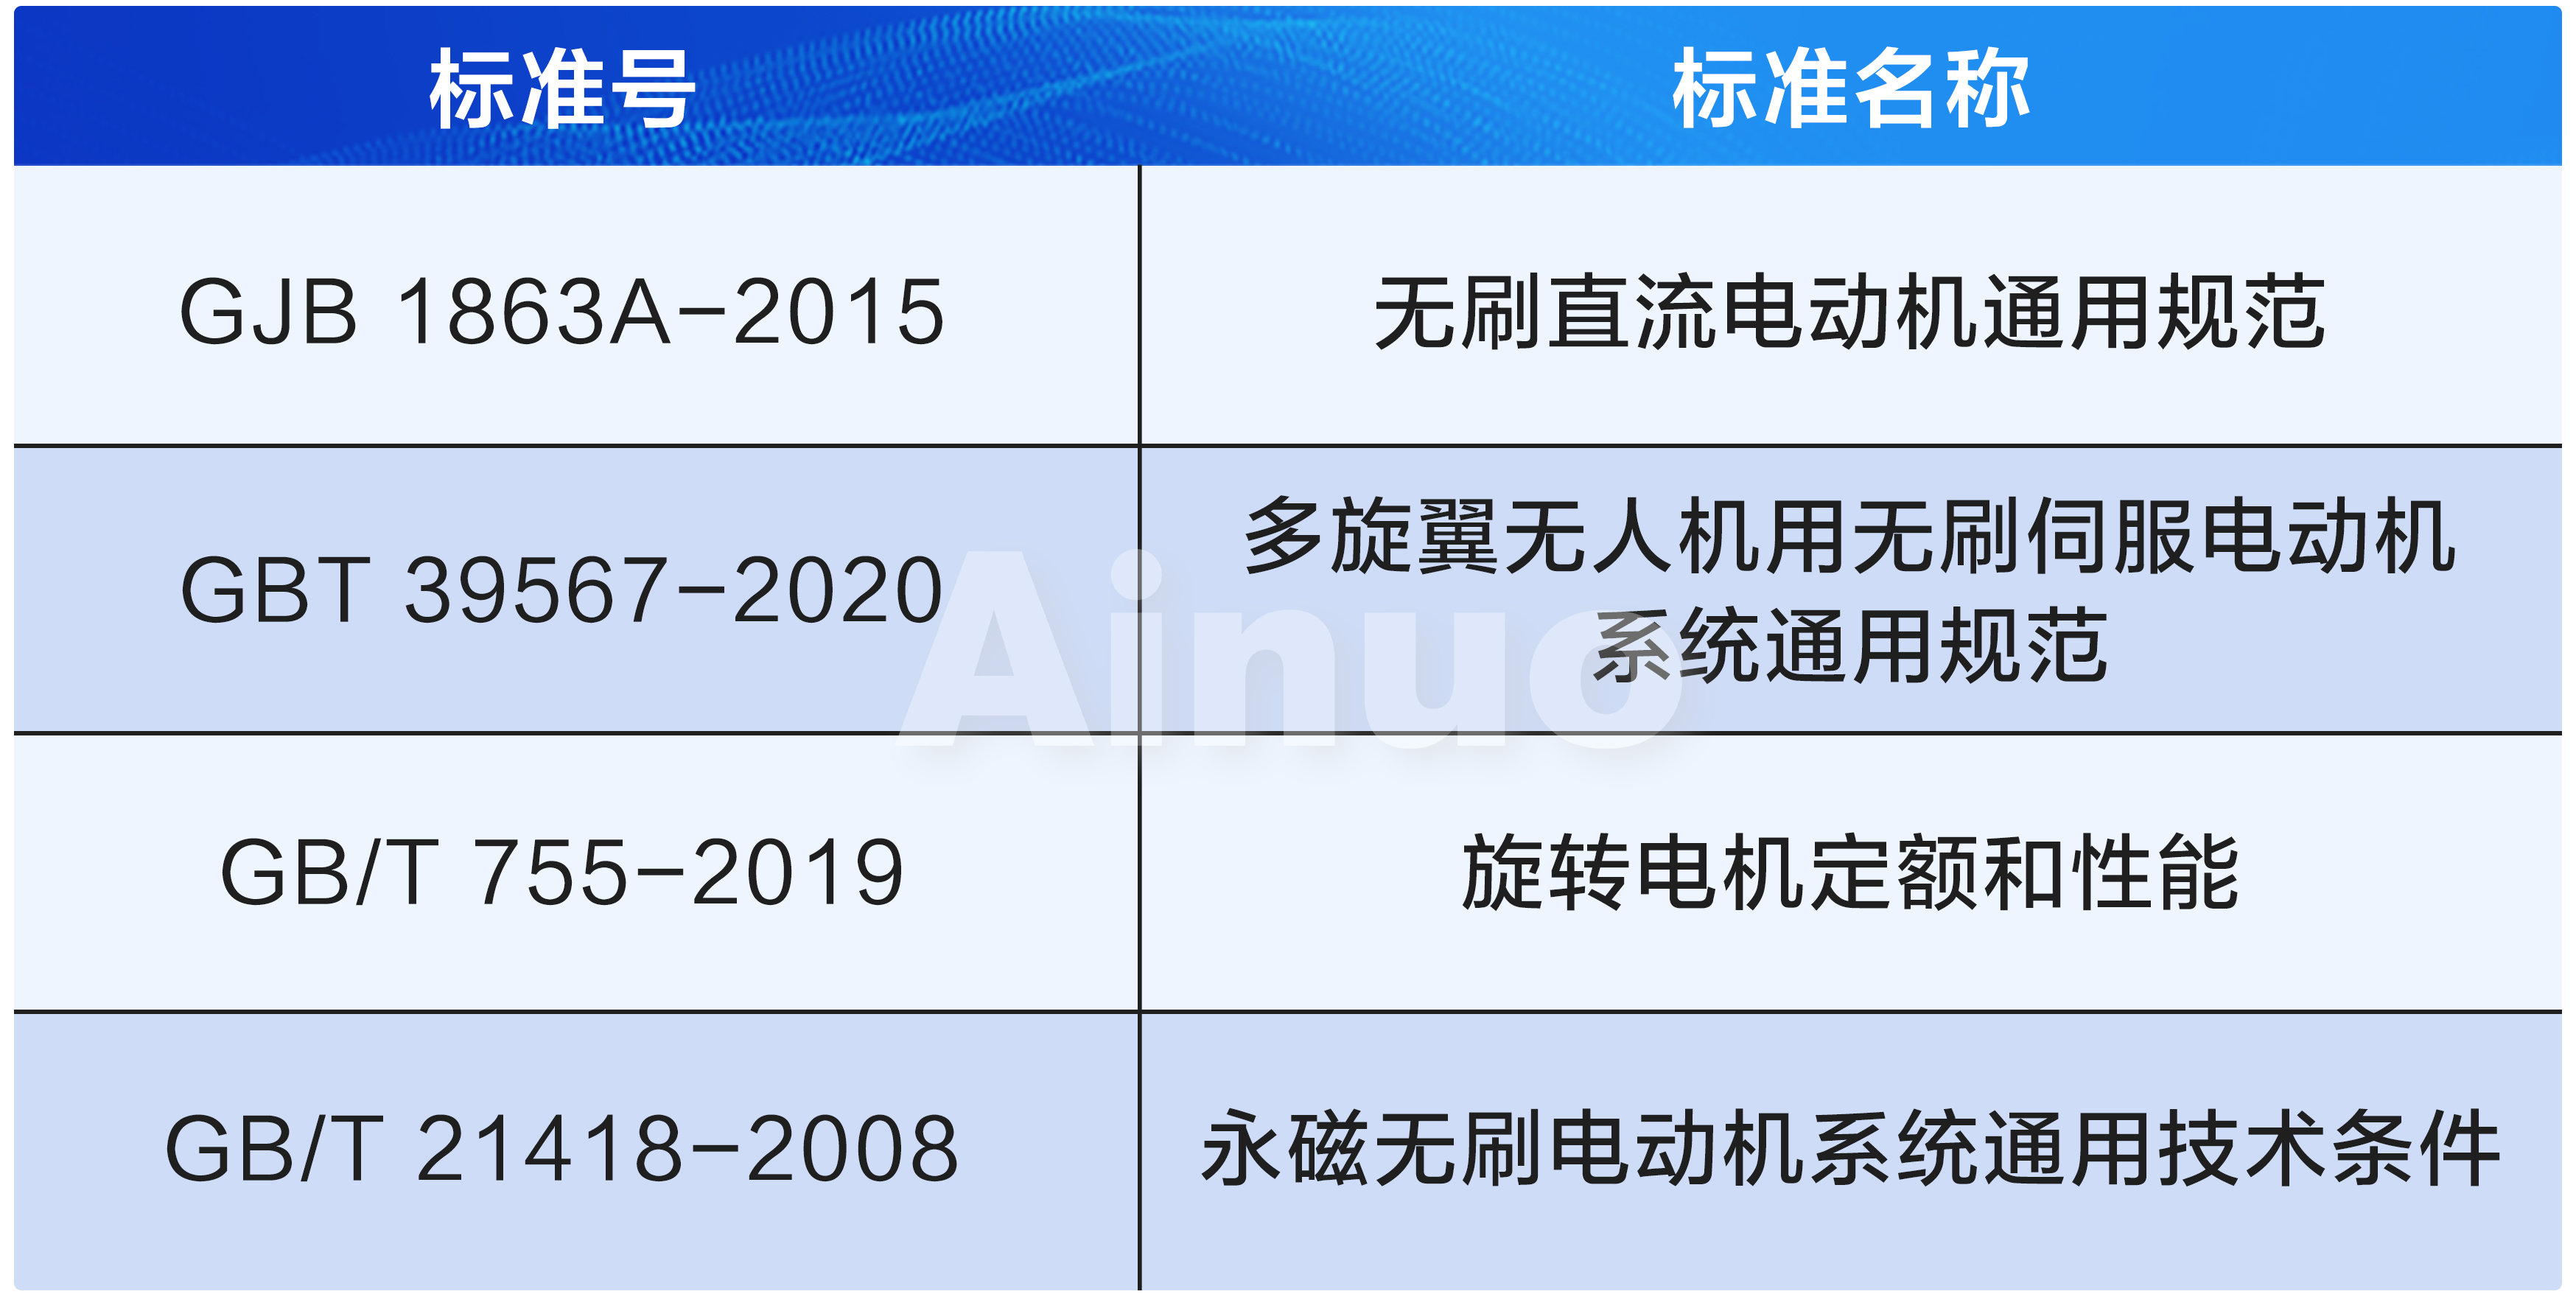 标准号 标准名称
GJB 1863A-2015 无刷直流电动机通用规范
GBT 39567-2020 多旋翼无人机用无刷伺服电动机
系统通用规范
GB/T 755-2019 旋转电机定额和性能
GB/T 21418-2008 永磁无刷电动机系统通用技术条件
Ainuo